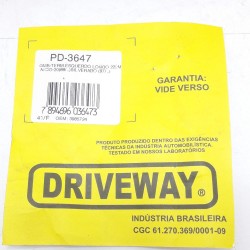 PD-3647
7 894696 036473
GARANTIA:
VIDE VERSO
PRODUTO PRODUZIDO DENTRO DAS EXIGÊNCIAS
TÉCNICAS DA INDÚSTRIA AUTOMOBILÍSTICA.
TESTADO EM NOSSOS LABORATÓRIOS.
DRIVEWAY®
INDÚSTRIA BRASILEIRA
CGC 61.270.369/0001-09